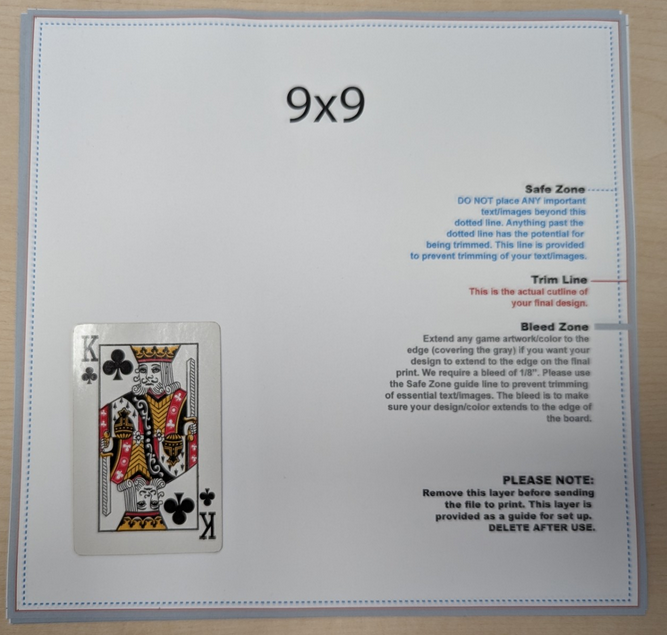 9x9
Safe Zone
DO NOT place ANY important
text/images beyond this
dotted line. Anything past the
dotted line has the potential for
being trimmed. This line is provided
to prevent trimming of your text/images.
Trim Line
This is the actual cutline of
your final design.
Bleed Zone
Extend any game artwork/color to the
edge (covering the gray) if you want your
design to extend to the edge on the final
print. We require a bleed of 1/8". Please use
the Safe Zone guide line to prevent trimming
of essential text/images. The bleed is to make
sure your design/color extends to the edge of
the board.
K
K
PLEASE NOTE:
Remove this layer before sending
the file to print. This layer is
provided as a guide for set up.
DELETE AFTER USE.